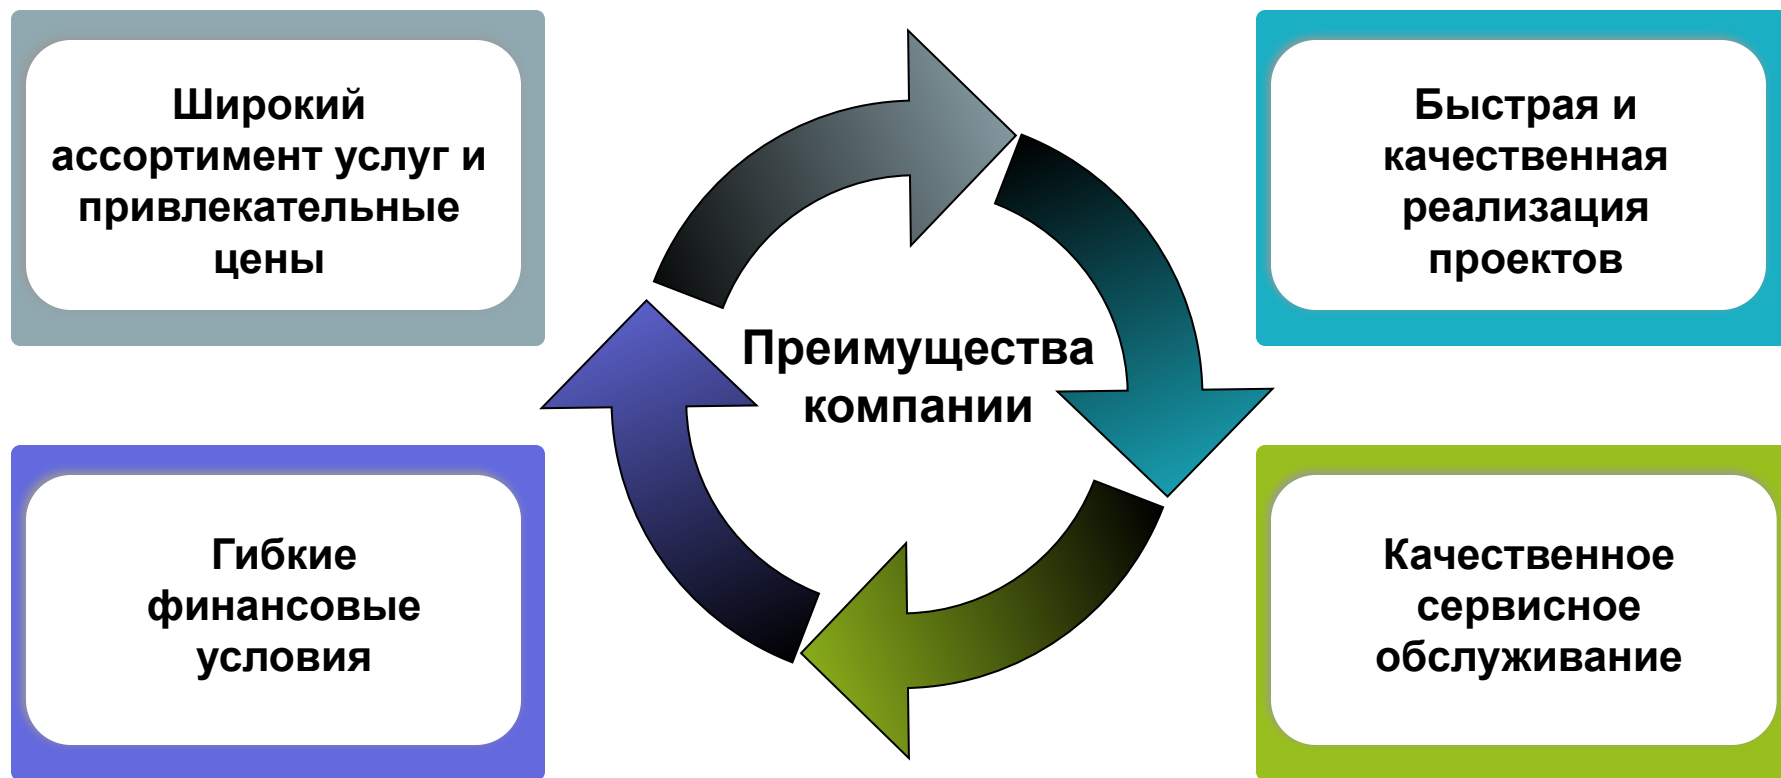 Широкий
ассортимент услуг и
привлекательные
цены
Быстрая и
качественная
реализация
проектов
Преимущества
компании
Гибкие
финансовые
условия
Качественное
сервисное
обслуживание